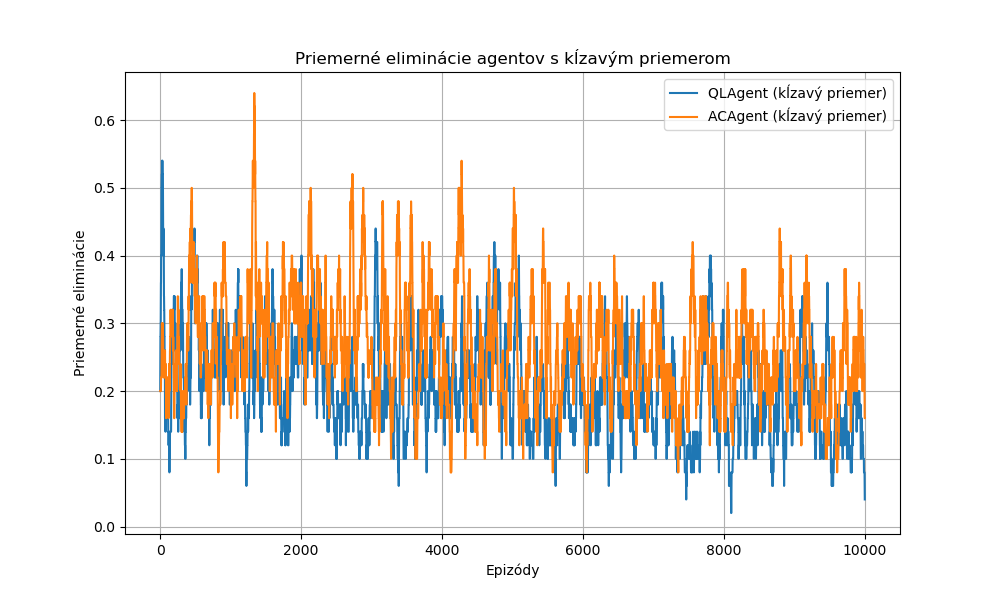 Priemerné eliminácie agentov s kĺzavým priemerom
QLAgent (kĺzavý priemer)
ACAgent (kĺzavý priemer)
Priemerné eliminácie
0.6
0.5
0.4
0.3
0.2
0.1
0.0
0 2000 4000 6000 8000 10000
Epizódy